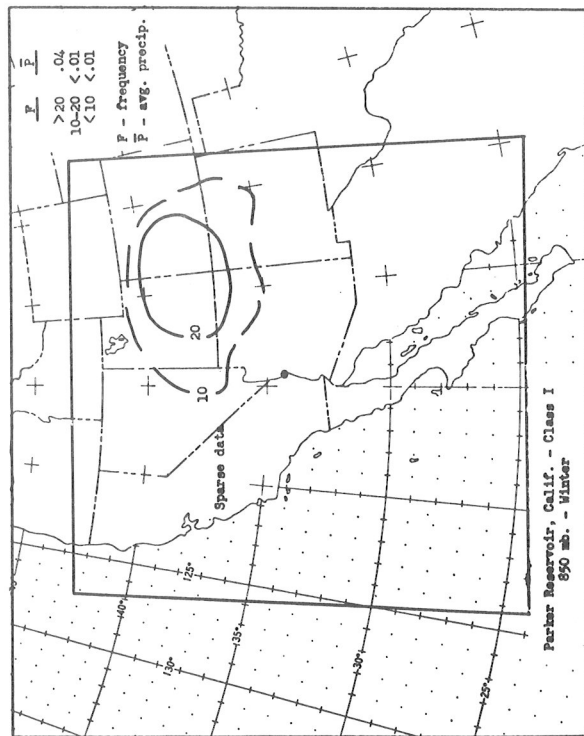 F P̅
>20 .04
10-20 <.01
<10 <.01
F - frequency
P̅ - avg. precip.
20
10
Sparse data
125°
130°
40°
35°
30°
25°
Parker Reservoir, Calif. - Class I
850 mb. - Winter